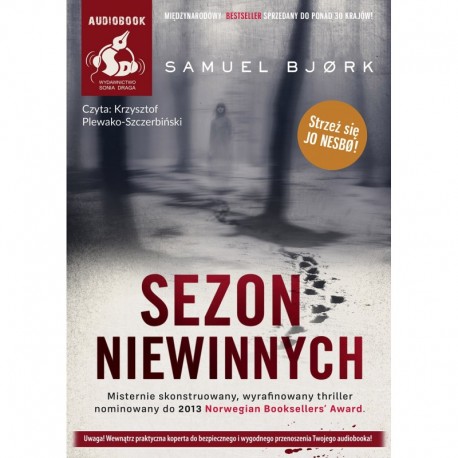 AUDIOBOOK
WYDAWNICTWO
SONIA DRAGA
MIĘDZYNARODOWY BESTSELLER SPRZEDANY DO PONAD 30 KRAJÓW!
SAMUEL BJØRK
Czyta: Krzysztof
Plewako-Szczerbiński
Strzeż się
JO NESBØ!
SEZON
NIEWINNYCH
Misternie skonstruowany, wyrafinowany thriller
nominowany do 2013 Norwegian Booksellers' Award.
Uwaga! Wewnątrz praktyczna koperta do bezpiecznego i wygodnego przenoszenia Twojego audiobooka!